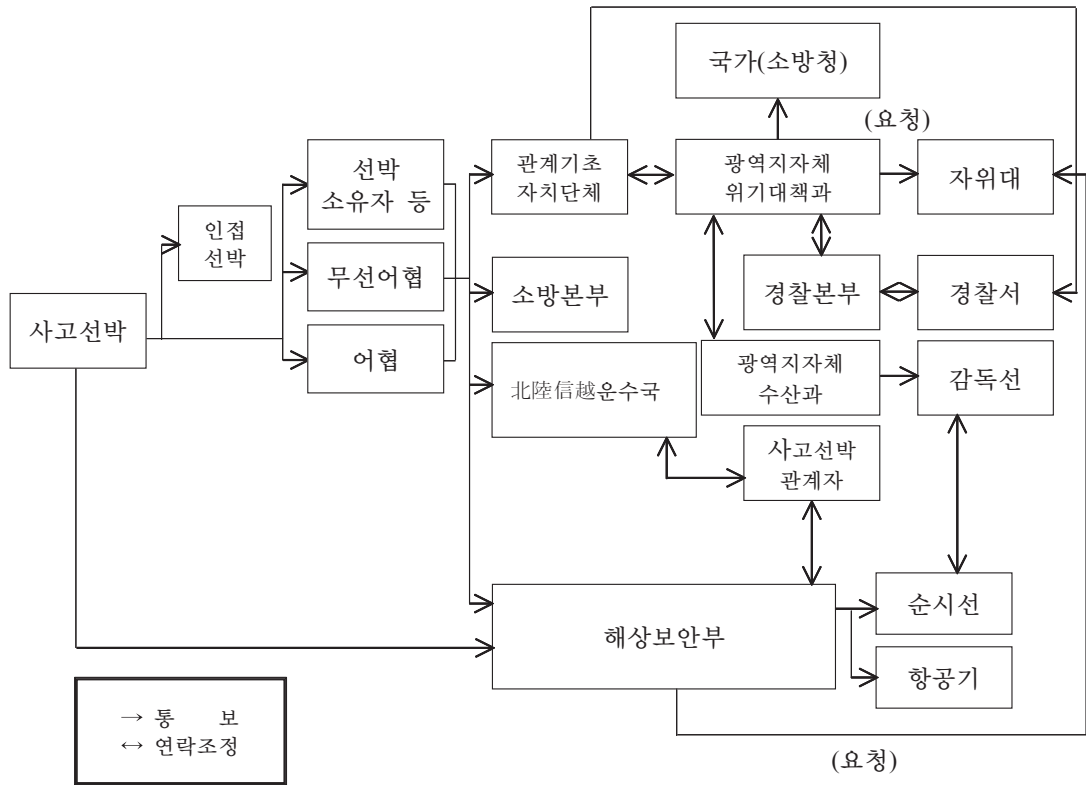 국가(소방청)
(요청)
선박
소유자 등
관계기초
자치단체
광역지자체
위기대책과
자위대
인접
선박
무선어협
소방본부
경찰본부
경찰서
사고선박
어협
北陸信越운수국
광역지자체
수산과
감독선
사고선박
관계자
해상보안부
순시선
항공기
→ 통 보
↔ 연락조정
(요청)